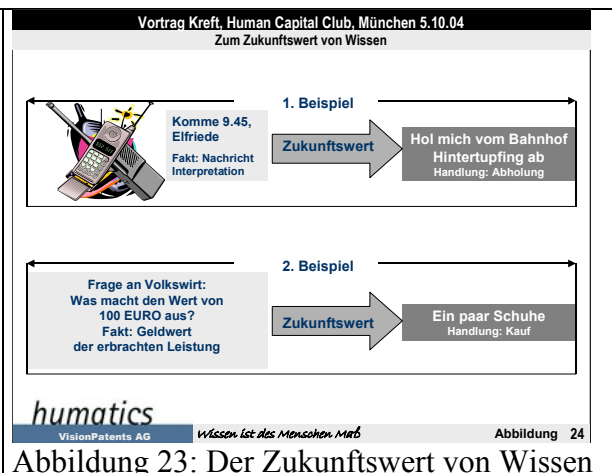 Vortrag Kreft, Human Capital Club, München 5.10.04
Zum Zukunftswert von Wissen
1. Beispiel
Komme 9.45,
Elfriede
Fakt: Nachricht
Interpretation
Zukunftswert
Hol mich vom Bahnhof
Hintertupfing ab
Handlung: Abholung
2. Beispiel
Frage an Volkswirt:
Was macht den Wert von
100 EURO aus?
Fakt: Geldwert
der erbrachten Leistung
Zukunftswert
Ein paar Schuhe
Handlung: Kauf
humatics
VisionPatents AG
Wissen ist des Menschen Maß
Abbildung 24
Abbildung 23: Der Zukunftswert von Wissen